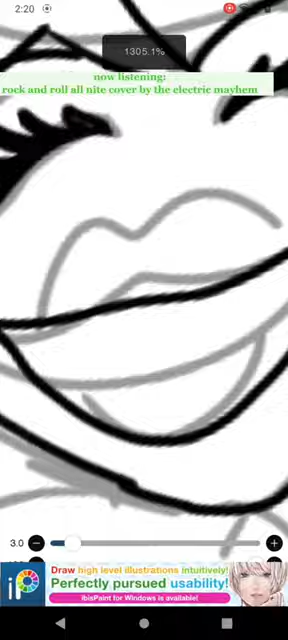 2:20
1305.1%
now listening:
rock and roll all nite cover by the electric mayhem
3.0
Draw high level illustrations intuitively!
Perfectly pursued usability!
ibisPaint for Windows is available!